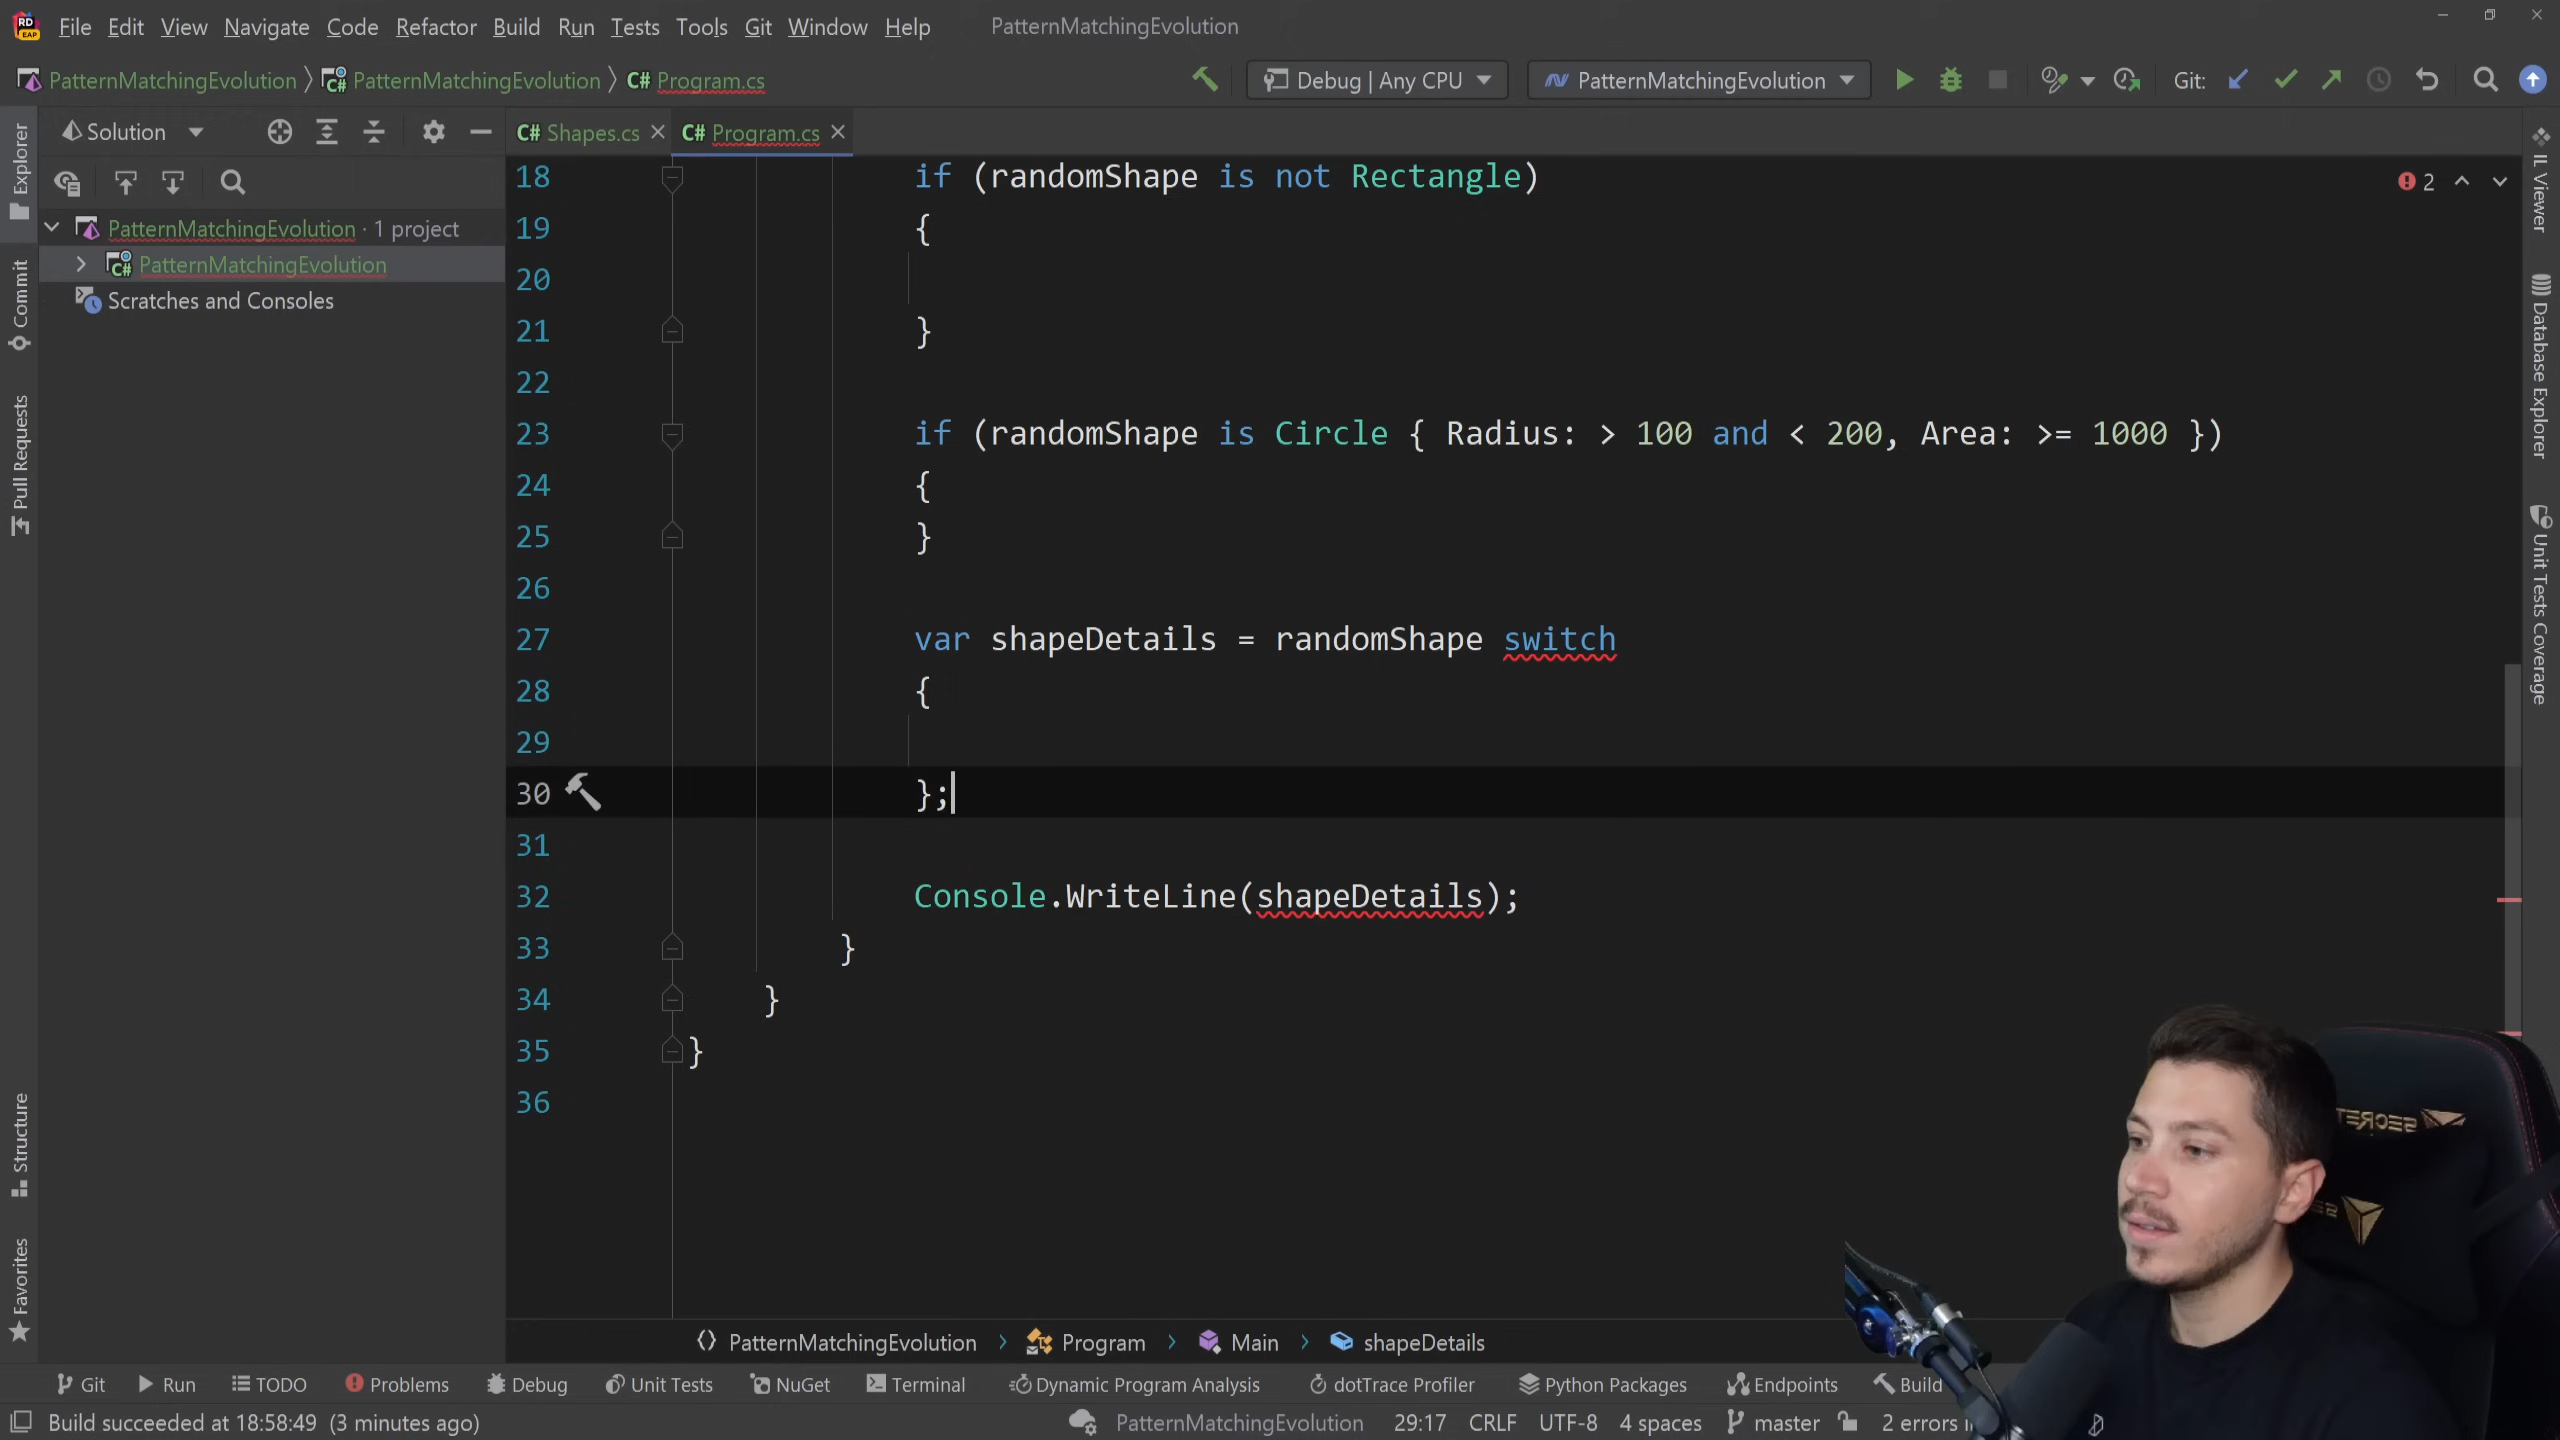 RD
EAP
File Edit View Navigate Code Refactor Build Run Tests Tools Git Window Help PatternMatchingEvolution
PatternMatchingEvolution PatternMatchingEvolution C# Program.cs Debug | Any CPU PatternMatchingEvolution Git:
Solution
C# Shapes.cs C# Program.cs
PatternMatchingEvolution · 1 project
C# PatternMatchingEvolution
Scratches and Consoles
Explorer
Commit
Pull Requests
Structure
Favorites
2
18 if (randomShape is not Rectangle)
19 {
20
21 }
22
23 if (randomShape is Circle { Radius: > 100 and < 200, Area: >= 1000 })
24 {
25 }
26
27 var shapeDetails = randomShape switch
28 {
29
30 };
31
32 Console.WriteLine(shapeDetails);
33 }
34 }
35 }
36
IL Viewer
Database Explorer
Unit Tests Coverage
PatternMatchingEvolution Program Main shapeDetails
Git Run TODO Problems Debug Unit Tests NuGet Terminal Dynamic Program Analysis dotTrace Profiler Python Packages Endpoints Build
Build succeeded at 18:58:49 (3 minutes ago) PatternMatchingEvolution 29:17 CRLF UTF-8 4 spaces master 2 errors